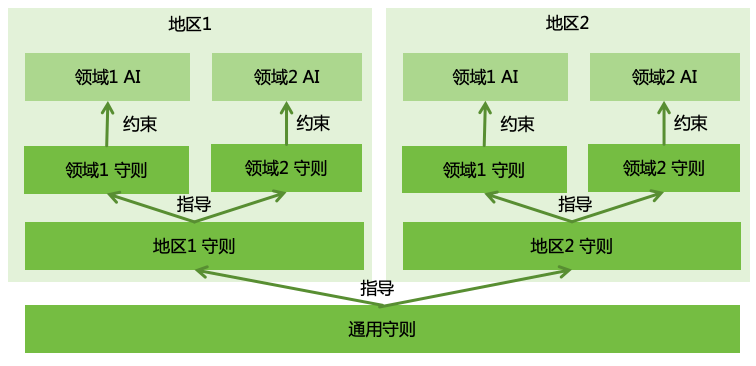 地区1
地区2
领域1 AI
领域2 AI
领域1 AI
领域2 AI
约束
约束
约束
约束
领域1 守则
领域2 守则
领域1 守则
领域2 守则
指导
指导
地区1 守则
地区2 守则
指导
通用守则